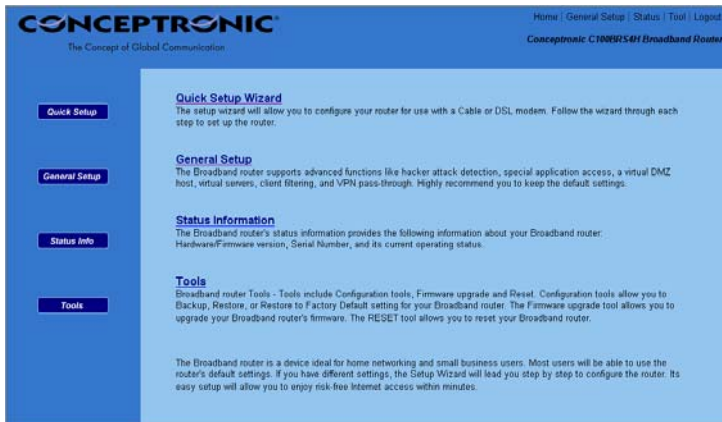 CONCEPTRONIC
The Concept of Global Communication
Home | General Setup | Status | Tool | Logout
Conceptronic C100BRS4H Broadband Router
Quick Setup
General Setup
Status Info
Tools
Quick Setup Wizard
The setup wizard will allow you to configure your router for use with a Cable or DSL modem. Follow the wizard through each
step to set up the router.
General Setup
The Broadband router supports advanced functions like hacker attack detection, special application access, a virtual DMZ
host, virtual servers, client filtering, and VPN pass-through. Highly recommend you to keep the default settings.
Status Information
The Broadband router's status information provides the following information about your Broadband router:
Hardware/Firmware version, Serial Number, and its current operating status.
Tools
Broadband router Tools - Tools include Configuration tools, Firmware upgrade and Reset. Configuration tools allow you to
Backup, Restore, or Restore to Factory Default setting for your Broadband router. The Firmware upgrade tool allows you to
upgrade your Broadband router's firmware. The RESET tool allows you to reset your Broadband router.
The Broadband router is a device ideal for home networking and small business users. Most users will be able to use the
router's default settings. If you have different settings, the Setup Wizard will lead you step by step to configure the router. Its
easy setup will allow you to enjoy risk-free Internet access within minutes.